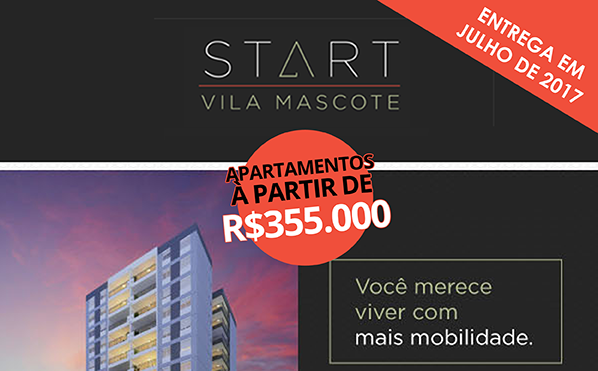 START
VILA MASCOTE
ENTREGA EM
JULHO DE 2017
APARTAMENTOS
À PARTIR DE
R$355.000
Você merece
viver com
mais mobilidade.